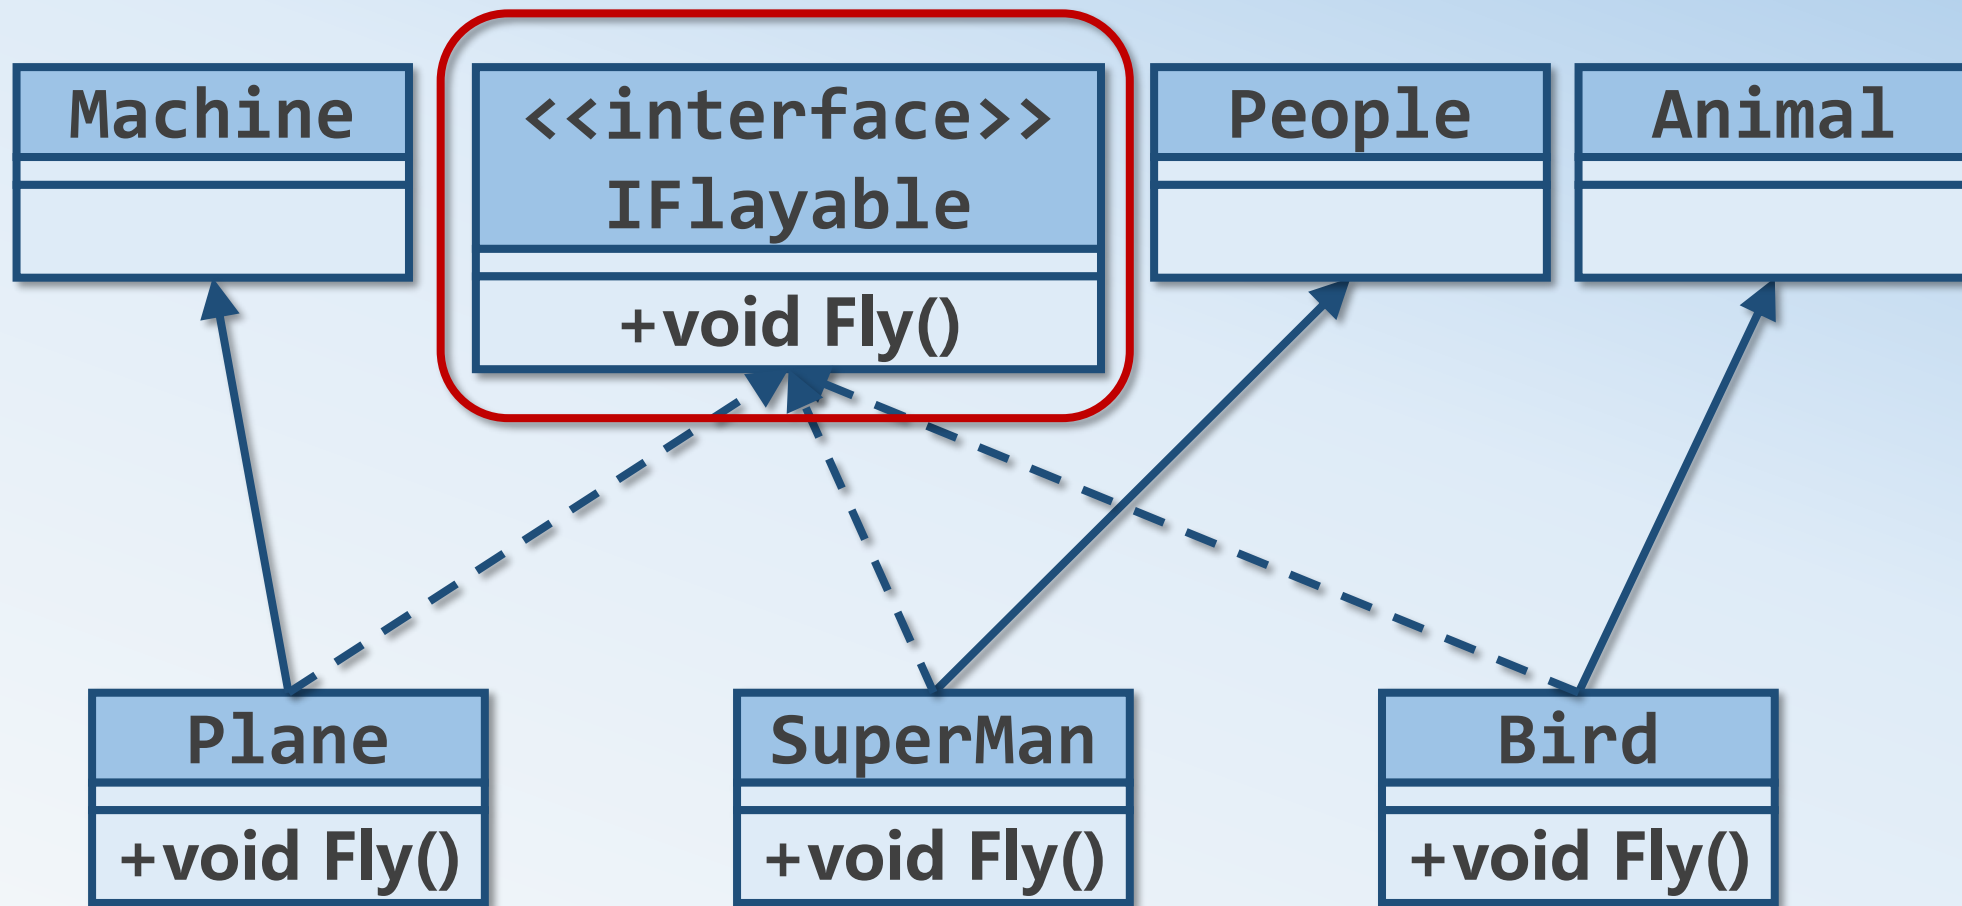 Machine
<<interface>>
IFlayable
+void Fly()
People
Animal
Plane
+void Fly()
SuperMan
+void Fly()
Bird
+void Fly()